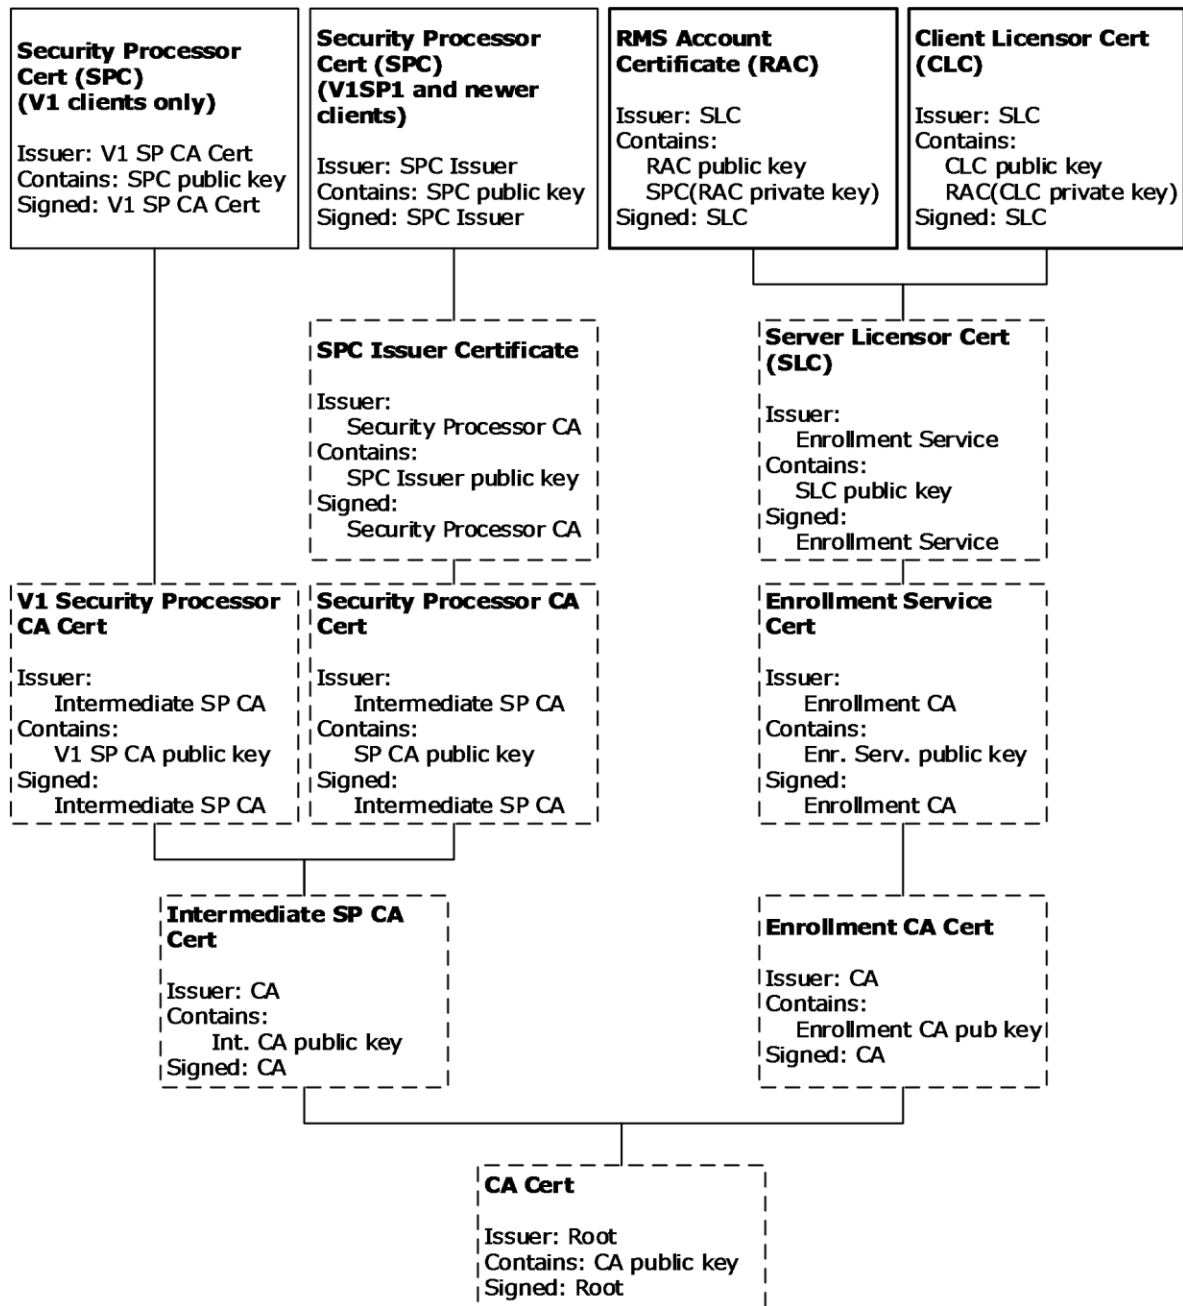 Security Processor
Cert (SPC)
(V1 clients only)
Issuer: V1 SP CA Cert
Contains: SPC public key
Signed: V1 SP CA Cert
Security Processor
Cert (SPC)
(V1SP1 and newer
clients)
Issuer: SPC Issuer
Contains: SPC public key
Signed: SPC Issuer
RMS Account
Certificate (RAC)
Issuer: SLC
Contains:
RAC public key
SPC(RAC private key)
Signed: SLC
Client Licensor Cert
(CLC)
Issuer: SLC
Contains:
CLC public key
RAC(CLC private key)
Signed: SLC
SPC Issuer Certificate
Issuer:
Security Processor CA
Contains:
SPC Issuer public key
Signed:
Security Processor CA
Server Licensor Cert
(SLC)
Issuer:
Enrollment Service
Contains:
SLC public key
Signed:
Enrollment Service
V1 Security Processor
CA Cert
Issuer:
Intermediate SP CA
Contains:
V1 SP CA public key
Signed:
Intermediate SP CA
Security Processor CA
Cert
Issuer:
Intermediate SP CA
Contains:
SP CA public key
Signed:
Intermediate SP CA
Enrollment Service
Cert
Issuer:
Enrollment CA
Contains:
Enr. Serv. public key
Signed:
Enrollment CA
Intermediate SP CA
Cert
Issuer: CA
Contains:
Int. CA public key
Signed: CA
Enrollment CA Cert
Issuer: CA
Contains:
Enrollment CA pub key
Signed: CA
CA Cert
Issuer: Root
Contains: CA public key
Signed: Root